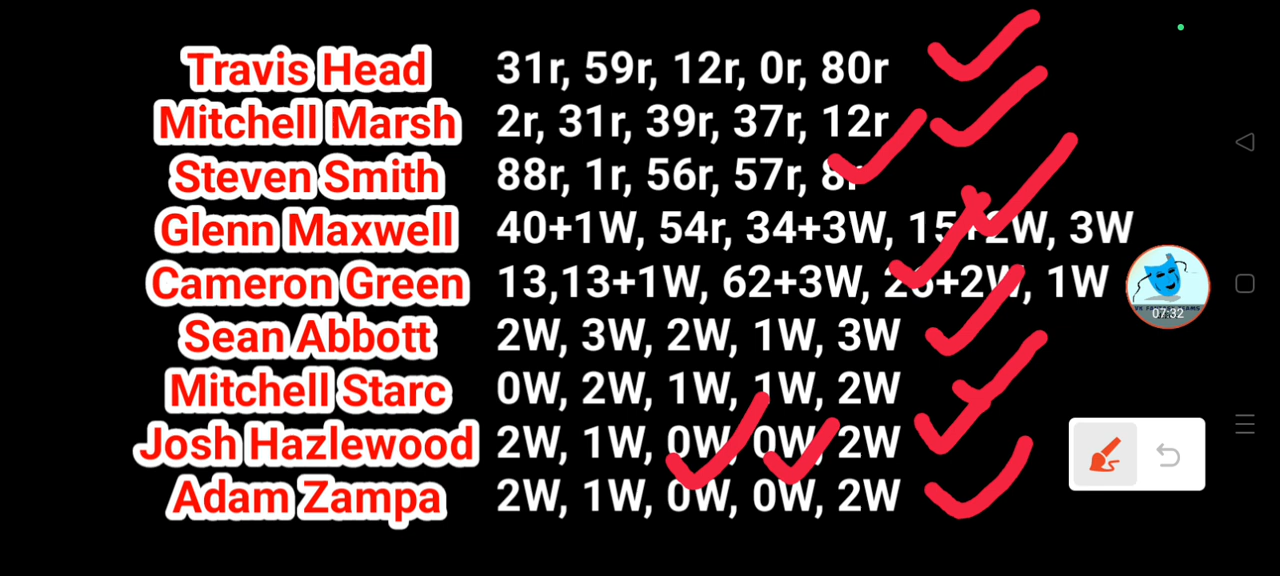 Travis Head 31r, 59r, 12r, 0r, 80r
Mitchell Marsh 2r, 31r, 39r, 37r, 12r
Steven Smith 88r, 1r, 56r, 57r, 8r
Glenn Maxwell 40+1W, 54r, 34+3W, 15+2W, 3W
Cameron Green 13,13+1W, 62+3W, 26+2W, 1W
Sean Abbott 2W, 3W, 2W, 1W, 3W
Mitchell Starc 0W, 2W, 1W, 1W, 2W
Josh Hazlewood 2W, 1W, 0W, 0W, 2W
Adam Zampa 2W, 1W, 0W, 0W, 2W
07:32